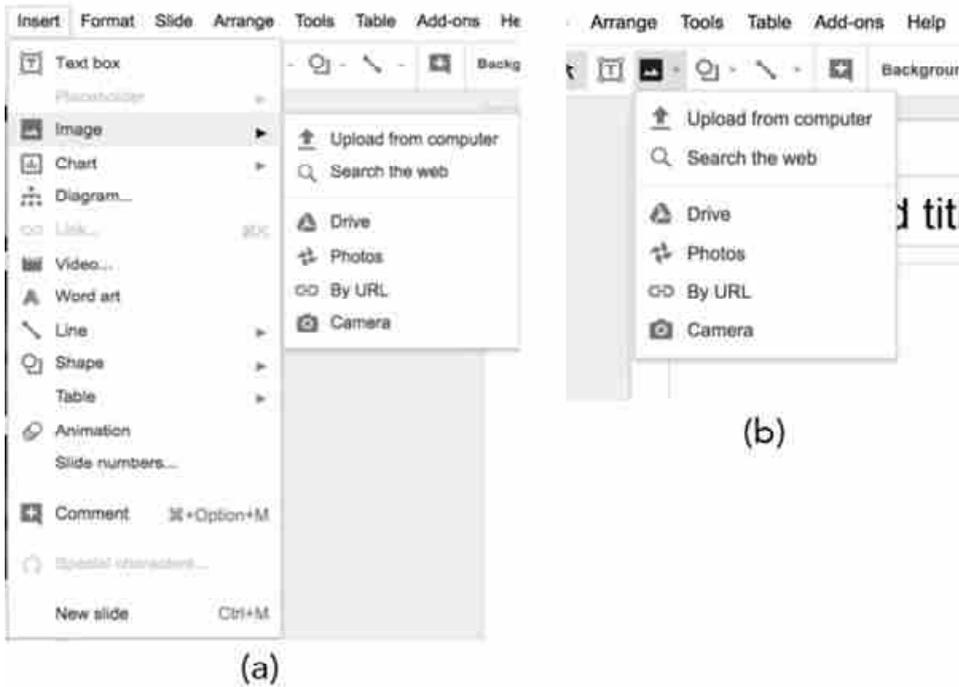 Insert Format Slide Arrange Tools Table Add-ons He
Text box
Backg
Placeholder
Image
Chart
Diagram...
Link...
Video...
Word art
Line
Shape
Table
Animation
Slide numbers...
Comment ⌘+Option+M
Special characters...
New slide Ctrl+M
Upload from computer
Search the web
Drive
Photos
By URL
Camera
(a)
Arrange Tools Table Add-ons Help
Backgrour
Upload from computer
Search the web
Drive
Photos
By URL
Camera
d tit
(b)